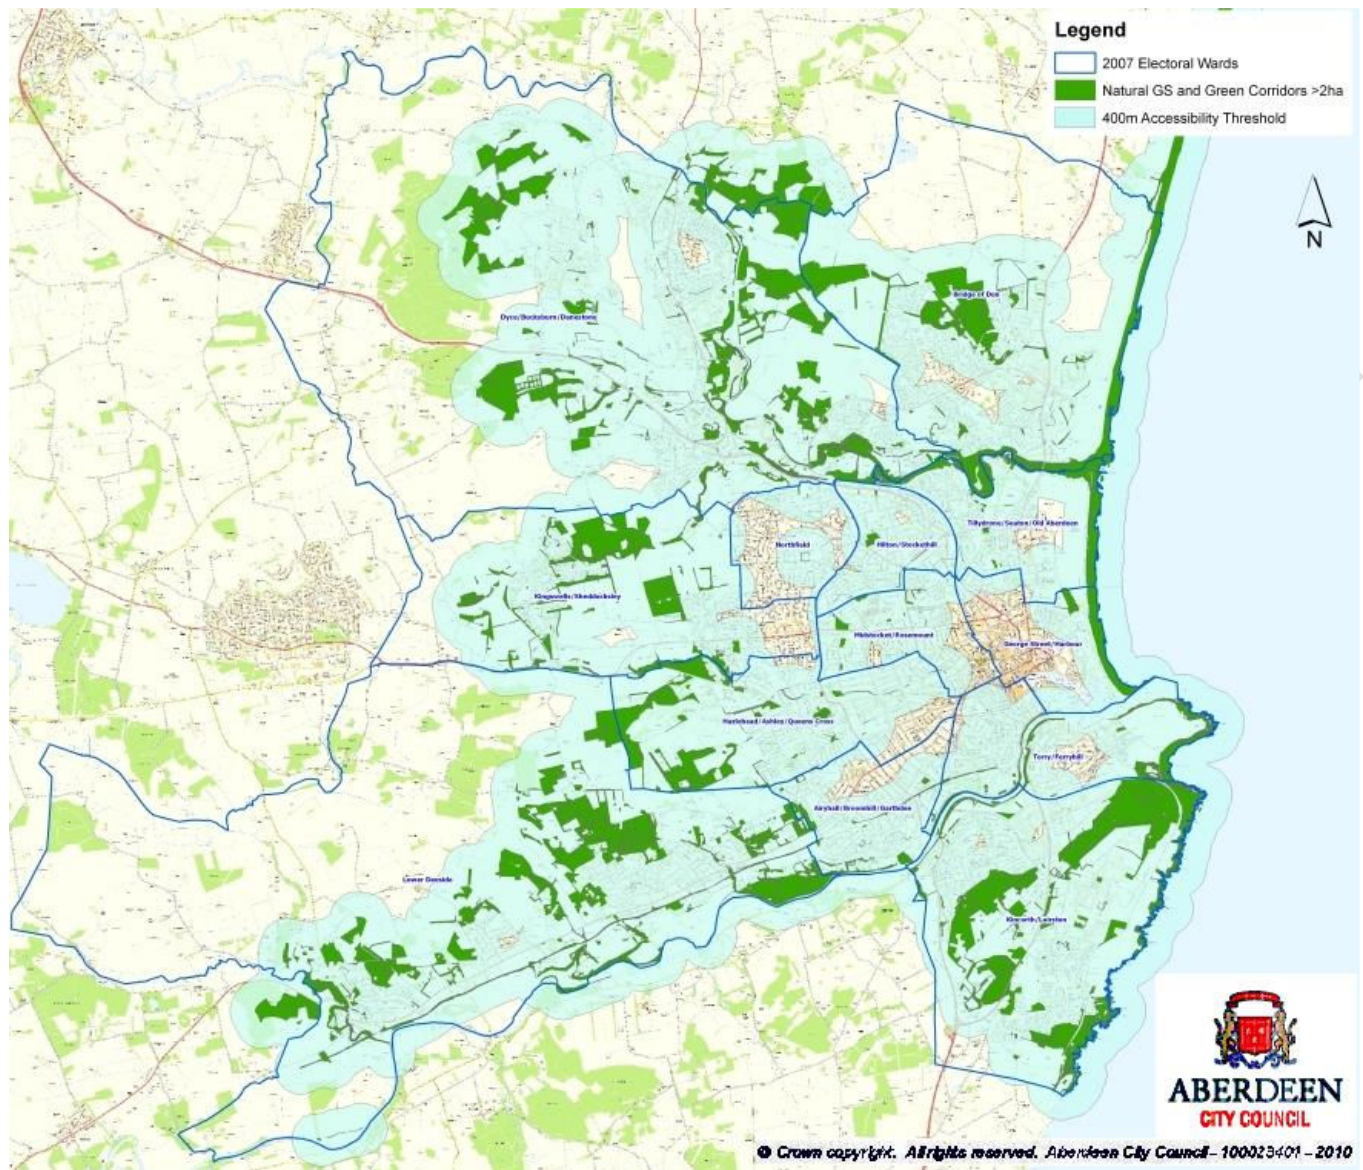 Legend
2007 Electoral Wards
Natural GS and Green Corridors >2ha
400m Accessibility Threshold
N
Bridge of Don
Dyce/Bucksburn/Danestone
Tillydrone/Seaton/Old Aberdeen
Northfield
Hilton/Stockethill
Kingswells/Sheddocksley
Midstocket/Rosemount
George Street/Harbour
Hazlehead/Ashley/Queens Cross
Torry/Ferryhill
Airyhall/Broomhill/Garthdee
Lower Deeside
Kincorth/Loirston
ABERDEEN
CITY COUNCIL
© Crown copyright. All rights reserved. Aberdeen City Council – 100023401 – 2010